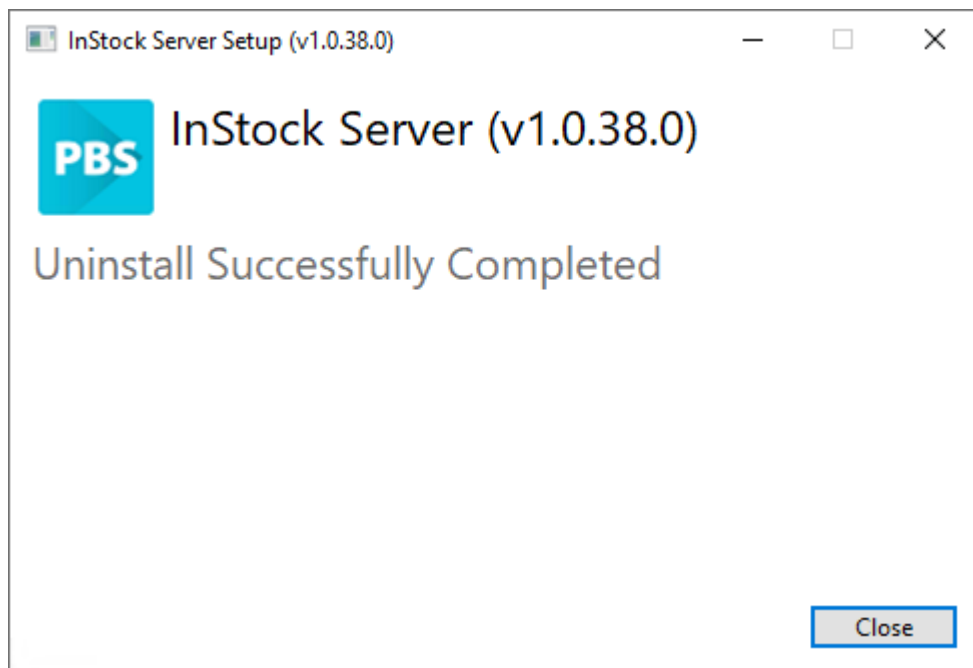 InStock Server Setup (v1.0.38.0)
PBS
InStock Server (v1.0.38.0)
Uninstall Successfully Completed
Close